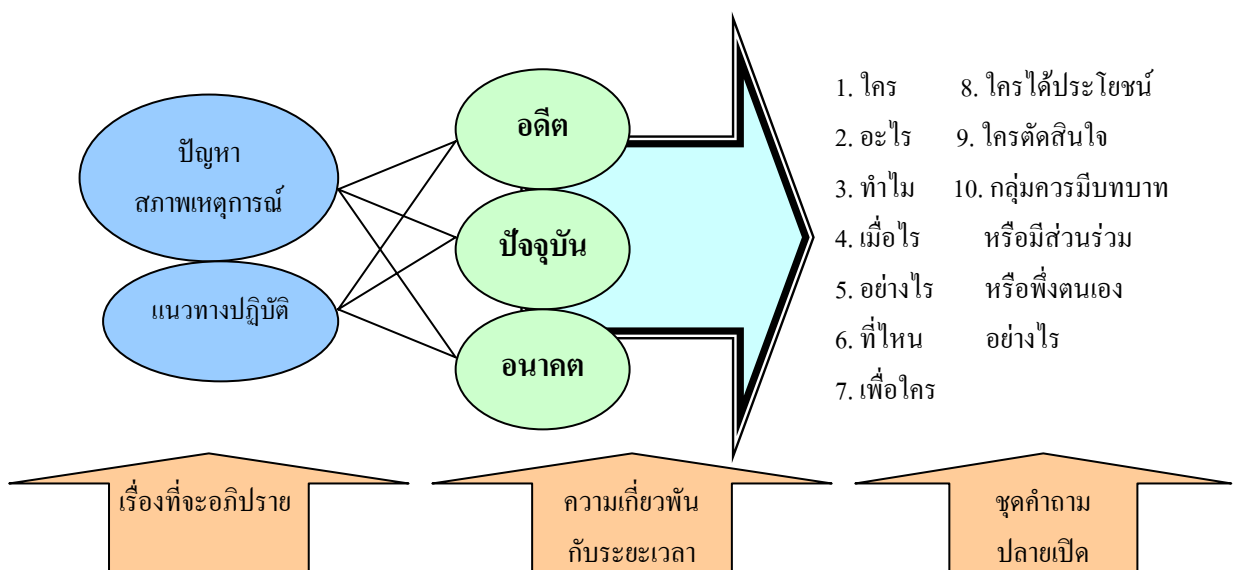 ปัญหา
สภาพเหตุการณ์
แนวทางปฏิบัติ
อดีต
ปัจจุบัน
อนาคต
1. ใคร
2. อะไร
3. ทำไม
4. เมื่อไร
5. อย่างไร
6. ที่ไหน
7. เพื่อใคร
8. ใครได้ประโยชน์
9. ใครตัดสินใจ
10. กลุ่มควรมีบทบาท
หรือมีส่วนร่วม
หรือพึ่งตนเอง
อย่างไร
เรื่องที่จะอภิปราย
ความเกี่ยวพัน
กับระยะเวลา
ชุดคำถาม
ปลายเปิด